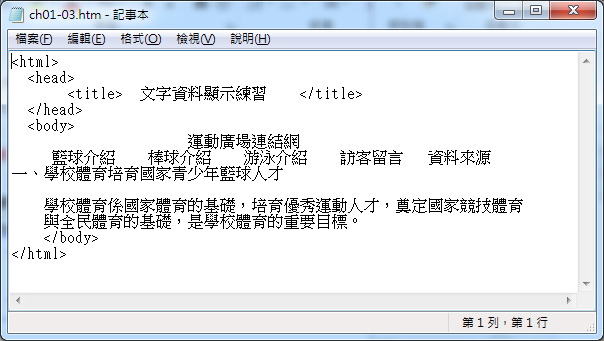 ch01-03.htm - 記事本
檔案(F) 編輯(E) 格式(O) 檢視(V) 說明(H)
<html>
<head>
<title> 文字資料顯示練習 </title>
</head>
<body>
運動廣場連結網
籃球介紹 棒球介紹 游泳介紹 訪客留言 資料來源
一、學校體育培育國家青少年籃球人才
學校體育係國家體育的基礎，培育優秀運動人才，奠定國家競技體育
與全民體育的基礎，是學校體育的重要目標。
</body>
</html>
第 1 列，第 1 行